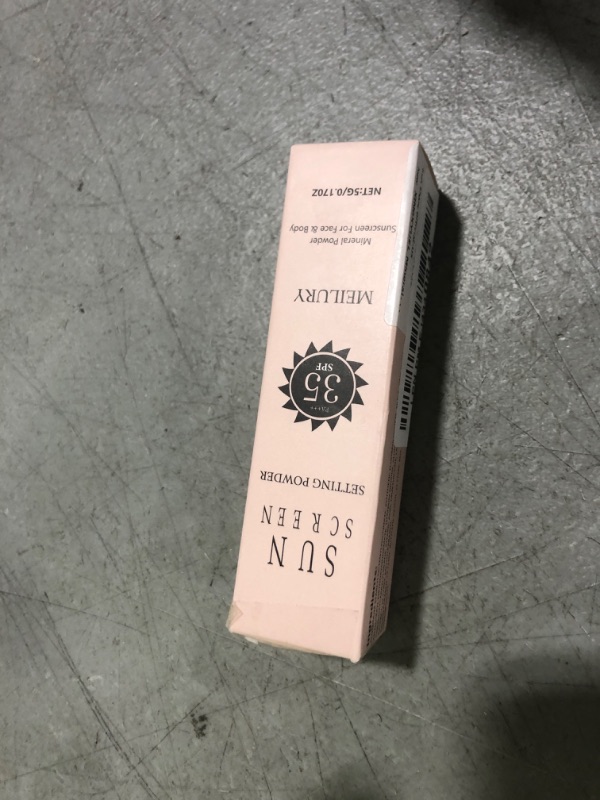 SUN
SCREEN
SETTING POWDER
PA+++
35
SPF
MEILURY
Mineral Powder
Sunscreen For Face & Body
NET:5G/0.17OZ